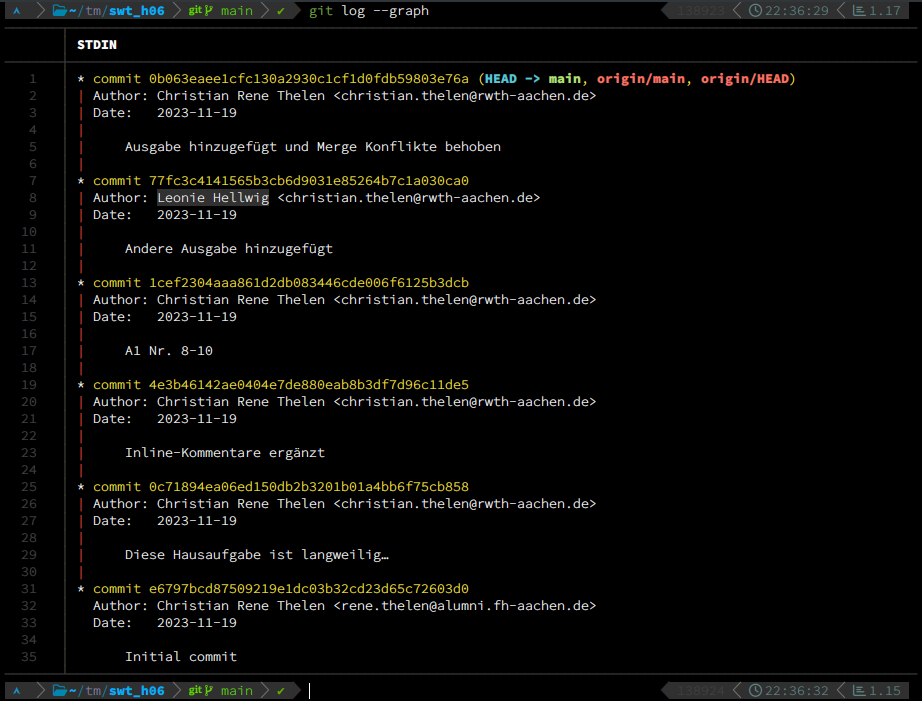 ~/tm/swt_h06 git main ✔ git log --graph 138923 22:36:29 1.17
STDIN
1 * commit 0b063eaee1cfc130a2930c1cf1d0fdb59803e76a (HEAD -> main, origin/main, origin/HEAD)
2 | Author: Christian Rene Thelen <christian.thelen@rwth-aachen.de>
3 | Date: 2023-11-19
4 |
5 | Ausgabe hinzugefügt und Merge Konflikte behoben
6 |
7 * commit 77fc3c4141565b3cb6d9031e85264b7c1a030ca0
8 | Author: Leonie Hellwig <christian.thelen@rwth-aachen.de>
9 | Date: 2023-11-19
10 |
11 | Andere Ausgabe hinzugefügt
12 |
13 * commit 1cef2304aaa861d2db083446cde006f6125b3dcb
14 | Author: Christian Rene Thelen <christian.thelen@rwth-aachen.de>
15 | Date: 2023-11-19
16 |
17 | A1 Nr. 8-10
18 |
19 * commit 4e3b46142ae0404e7de880eab8b3df7d96c11de5
20 | Author: Christian Rene Thelen <christian.thelen@rwth-aachen.de>
21 | Date: 2023-11-19
22 |
23 | Inline-Kommentare ergänzt
24 |
25 * commit 0c71894ea06ed150db2b3201b01a4bb6f75cb858
26 | Author: Christian Rene Thelen <christian.thelen@rwth-aachen.de>
27 | Date: 2023-11-19
28 |
29 | Diese Hausaufgabe ist langweilig…
30 |
31 * commit e6797bcd87509219e1dc03b32cd23d65c72603d0
32 Author: Christian Rene Thelen <rene.thelen@alumni.fh-aachen.de>
33 Date: 2023-11-19
34
35 Initial commit
~/tm/swt_h06 git main ✔ 138924 22:36:32 1.15